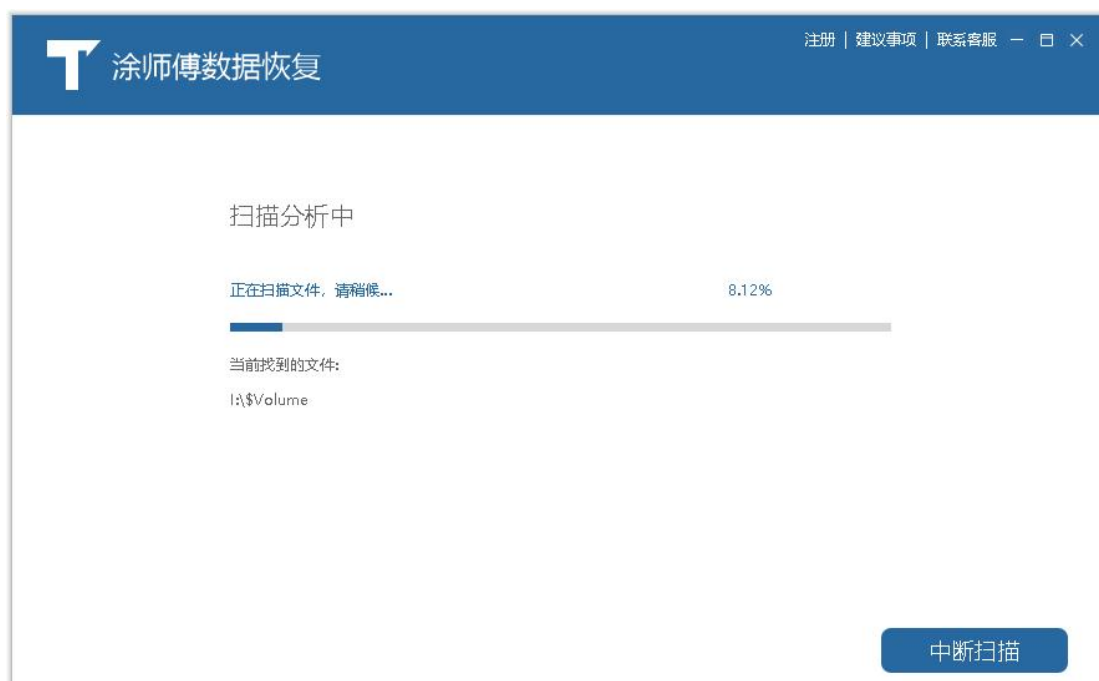 涂师傅数据恢复
注册 | 建议事项 | 联系客服
扫描分析中
正在扫描文件, 请稍候... 8.12%
当前找到的文件:
I:\$Volume
中断扫描